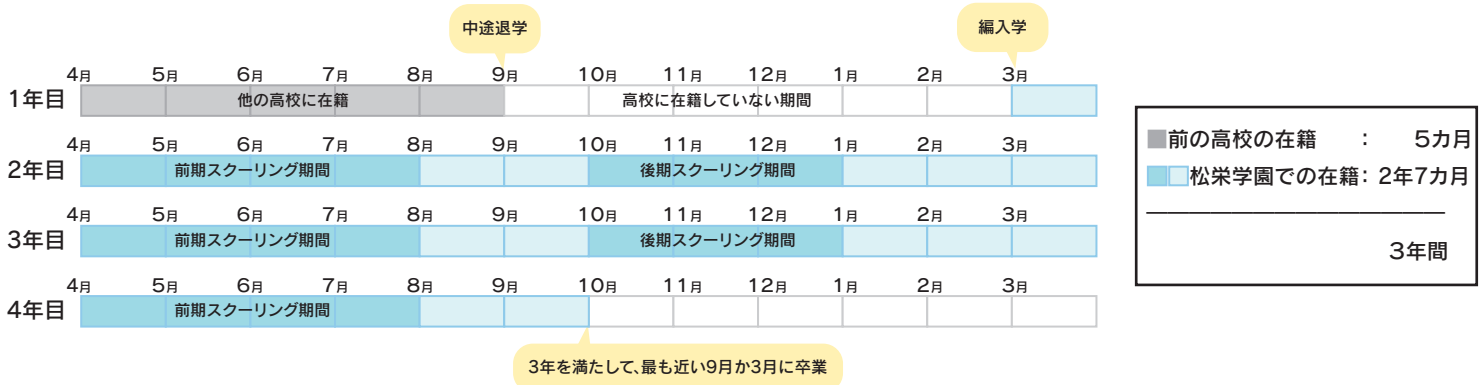 中途退学
編入学
4月 5月 6月 7月 8月 9月 10月 11月 12月 1月 2月 3月
1年目 他の高校に在籍 高校に在籍していない期間
4月 5月 6月 7月 8月 9月 10月 11月 12月 1月 2月 3月
2年目 前期スクーリング期間 後期スクーリング期間
4月 5月 6月 7月 8月 9月 10月 11月 12月 1月 2月 3月
3年目 前期スクーリング期間 後期スクーリング期間
4月 5月 6月 7月 8月 9月 10月 11月 12月 1月 2月 3月
4年目 前期スクーリング期間
3年を満たして、最も近い9月か3月に卒業
前の高校の在籍 : 5カ月
松栄学園での在籍: 2年7カ月
3年間